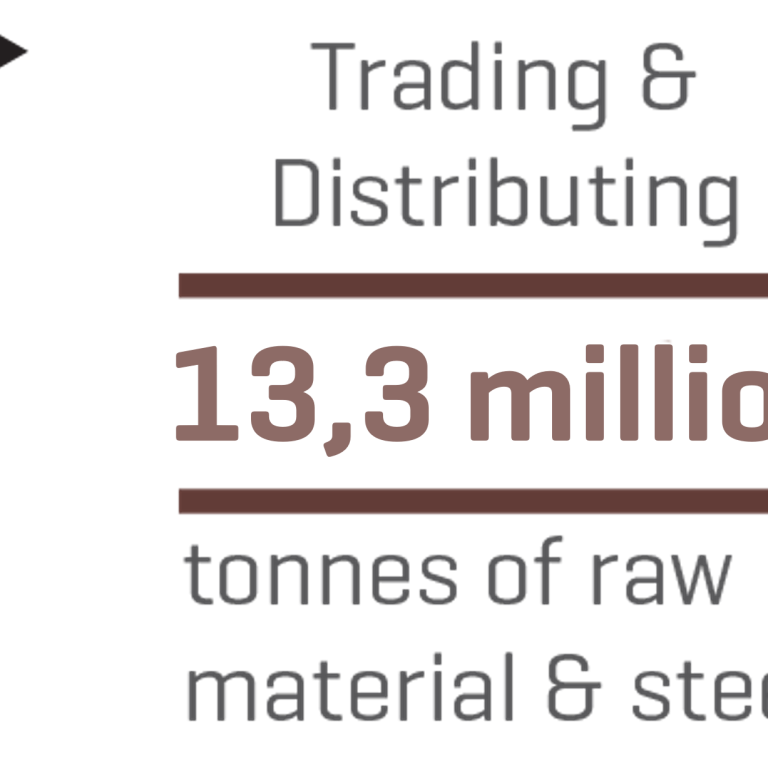 Trading &
Distributing
13,3 millio
tonnes of raw
material & stee